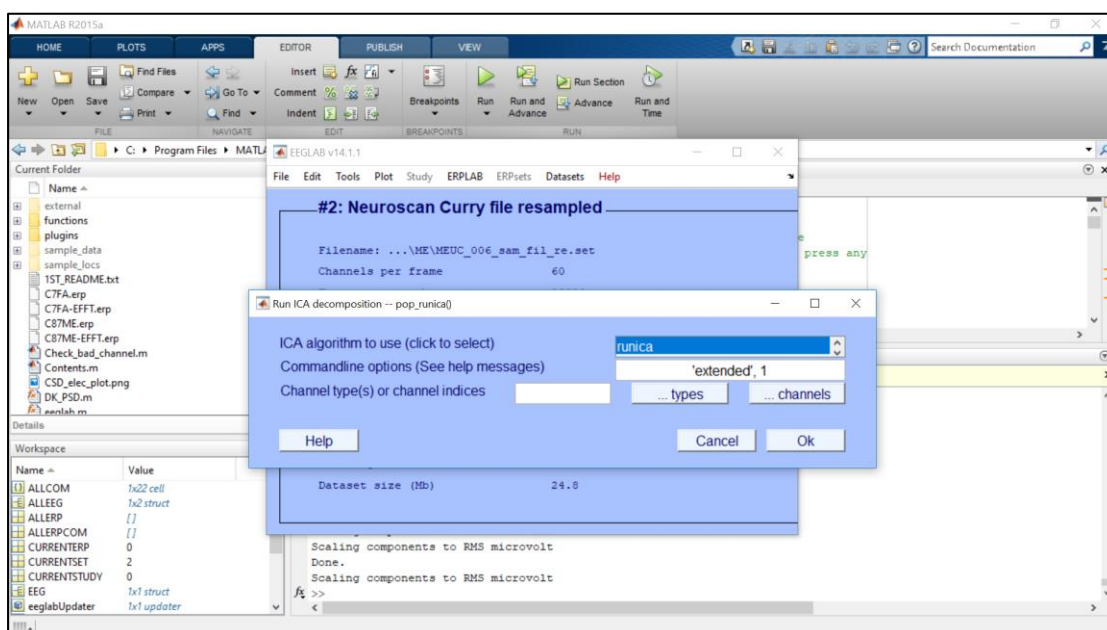 MATLAB R2015a
HOME PLOTS APPS EDITOR PUBLISH VIEW
Search Documentation
New Open Save
Find Files
Compare
Print
Go To
Find
Insert fx
Comment %
Indent
Breakpoints
Run
Run and Advance
Run Section
Advance
Run and Time
FILE NAVIGATE EDIT BREAKPOINTS RUN
C: Program Files MATLA
Current Folder
Name
external
functions
plugins
sample_data
sample_locs
1ST_README.txt
C7FA.erp
C7FA-EFFT.erp
C87ME.erp
C87ME-EFFT.erp
Check_bad_channel.m
Contents.m
CSD_elec_plot.png
DK_PSD.m
eeglab.m
Details
Workspace
Name Value
ALLCOM 1x22 cell
ALLEEG 1x2 struct
ALLERP []
ALLERPCOM []
CURRENTERP 0
CURRENTSET 2
CURRENTSTUDY 0
EEG 1x1 struct
eeglabUpdater 1x1 updater
EEGLAB v14.1.1
File Edit Tools Plot Study ERPLAB ERPsets Datasets Help
#2: Neuroscan Curry file resampled
Filename: ...\ME\MEUC_006_sam_fil_re.set
Channels per frame 60
press any
Run ICA decomposition -- pop_runica()
ICA algorithm to use (click to select) runica
Commandline options (See help messages) 'extended', 1
Channel type(s) or channel indices ... types ... channels
Help Cancel Ok
Dataset size (Mb) 24.8
Scaling components to RMS microvolt
Done.
Scaling components to RMS microvolt
fx >>